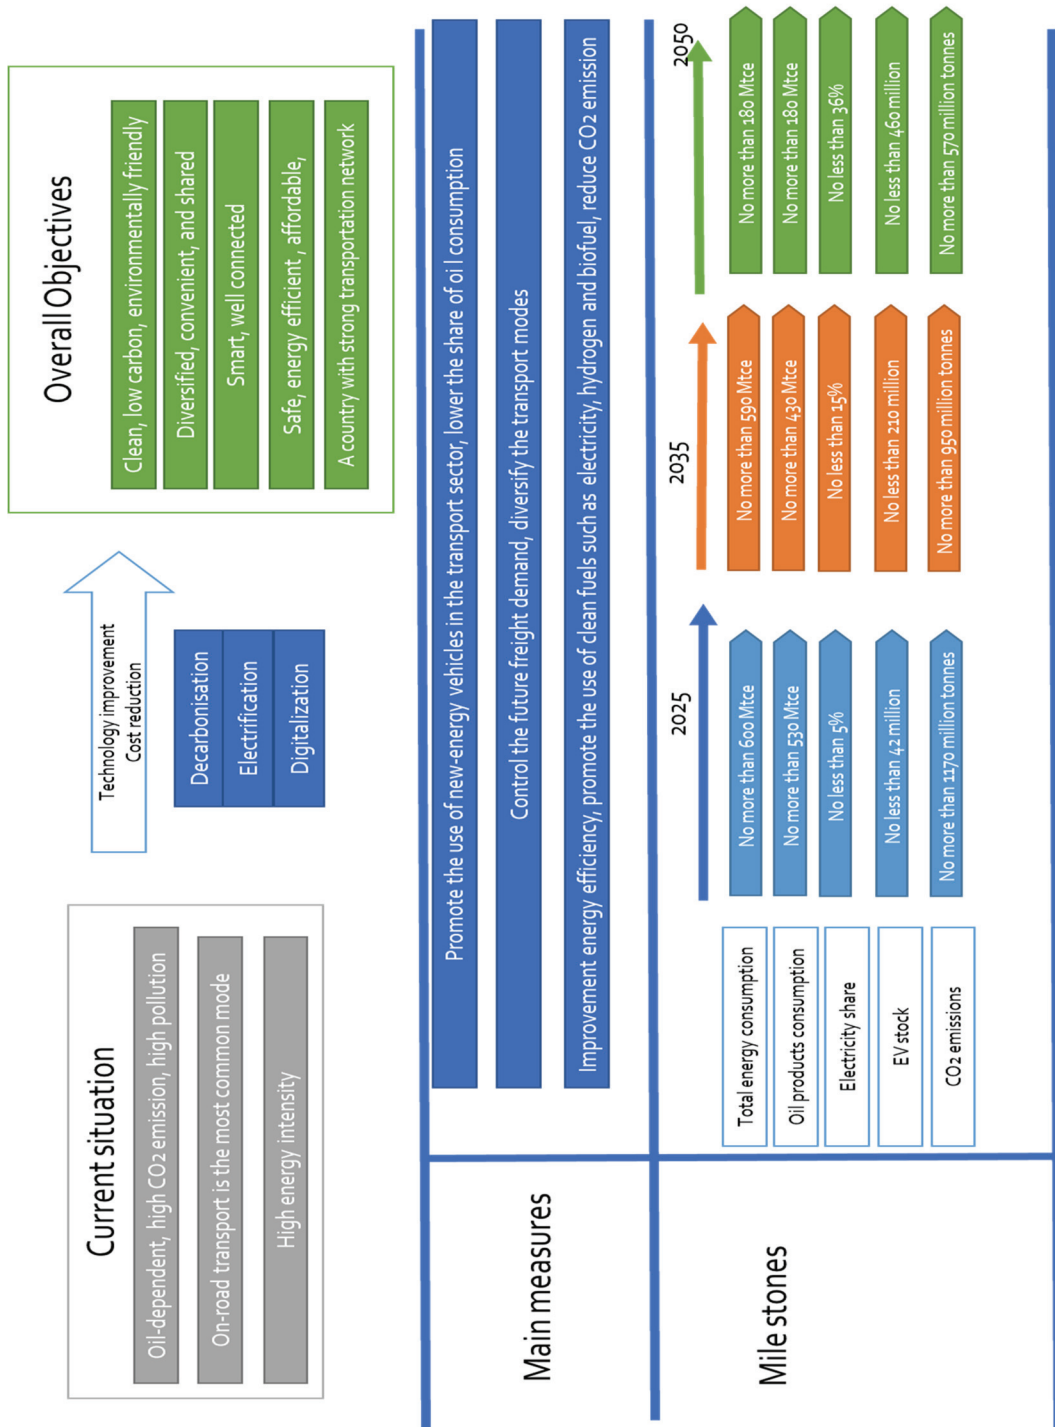 Current situation
Oil-dependent, high CO2 emission, high pollution
On-road transport is the most common mode
High energy intensity
Technology improvement
Cost reduction
Decarbonisation
Electrification
Digitalization
Overall Objectives
Clean, low carbon, environmentally friendly
Diversified, convenient, and shared
Smart, well connected
Safe, energy efficient , affordable,
A country with strong transportation network
Main measures
Promote the use of new-energy vehicles in the transport sector, lower the share of oil consumption
Control the future freight demand, diversify the transport modes
Improvement energy efficiency, promote the use of clean fuels such as electricity, hydrogen and biofuel, reduce CO2 emission
Mile stones
2025
2035
2050
Total energy consumption
No more than 600 Mtce
No more than 590 Mtce
No more than 180 Mtce
Oil products consumption
No more than 530 Mtce
No more than 430 Mtce
No more than 180 Mtce
Electricity share
No less than 5%
No less than 15%
No less than 36%
EV stock
No less than 42 million
No less than 210 million
No less than 460 million
CO2 emissions
No more than 1170 million tonnes
No more than 950 million tonnes
No more than 570 million tonnes